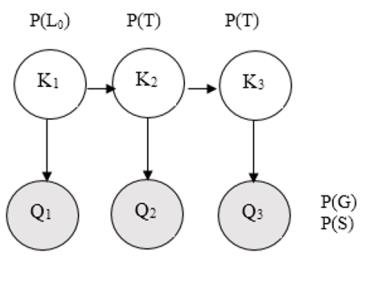 P(L₀) P(T) P(T)
K₁ K₂ K₃
Q₁ Q₂ Q₃
P(G)
P(S)